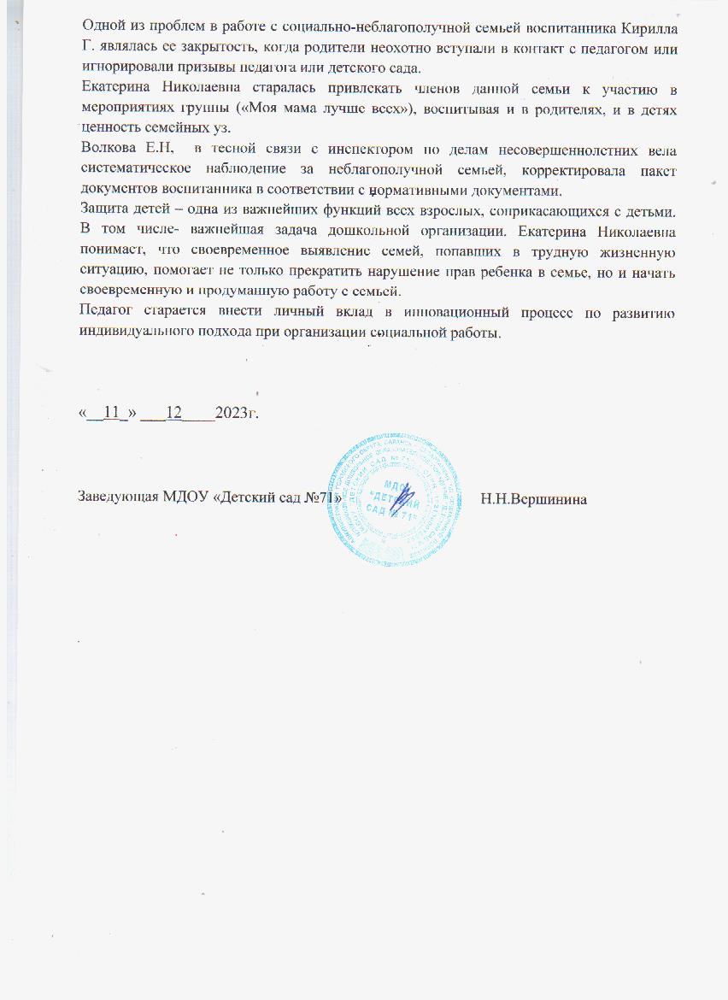 Одной из проблем в работе с социально-неблагополучной семьей воспитанника Кирилла
Г. являлась ее закрытость, когда родители неохотно вступали в контакт с педагогом или
игнорировали призывы педагога или детского сада.
Екатерина Николаевна старалась привлекать членов данной семьи к участию в
мероприятиях группы («Моя мама лучше всех»), воспитывая и в родителях, и в детях
ценность семейных уз.
Волкова Е.Н, в тесной связи с инспектором по делам несовершеннолетних вела
систематическое наблюдение за неблагополучной семьей, корректировала пакет
документов воспитанника в соответствии с нормативными документами.
Защита детей – одна из важнейших функций всех взрослых, соприкасающихся с детьми.
В том числе- важнейшая задача дошкольной организации. Екатерина Николаевна
понимает, что своевременное выявление семей, попавших в трудную жизненную
ситуацию, помогает не только прекратить нарушение прав ребенка в семье, но и начать
своевременную и продуманную работу с семьей.
Педагог старается внести личный вклад в инновационный процесс по развитию
индивидуального подхода при организации социальной работы.
«__11_» ___12____2023г.
Заведующая МДОУ «Детский сад №71» Н.Н.Вершинина
МДОУ
"ДЕТСКИЙ
САД № 71"